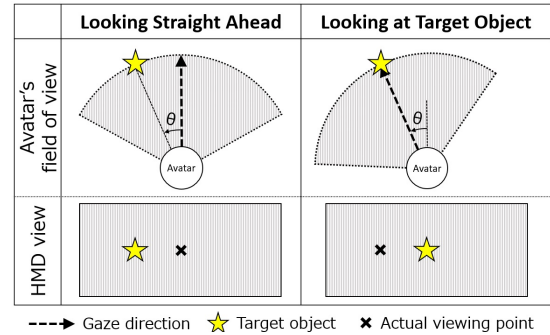 Looking Straight Ahead
Looking at Target Object
Avatar's
field of view
θ
Avatar
θ
Avatar
HMD view
Gaze direction
Target object
Actual viewing point